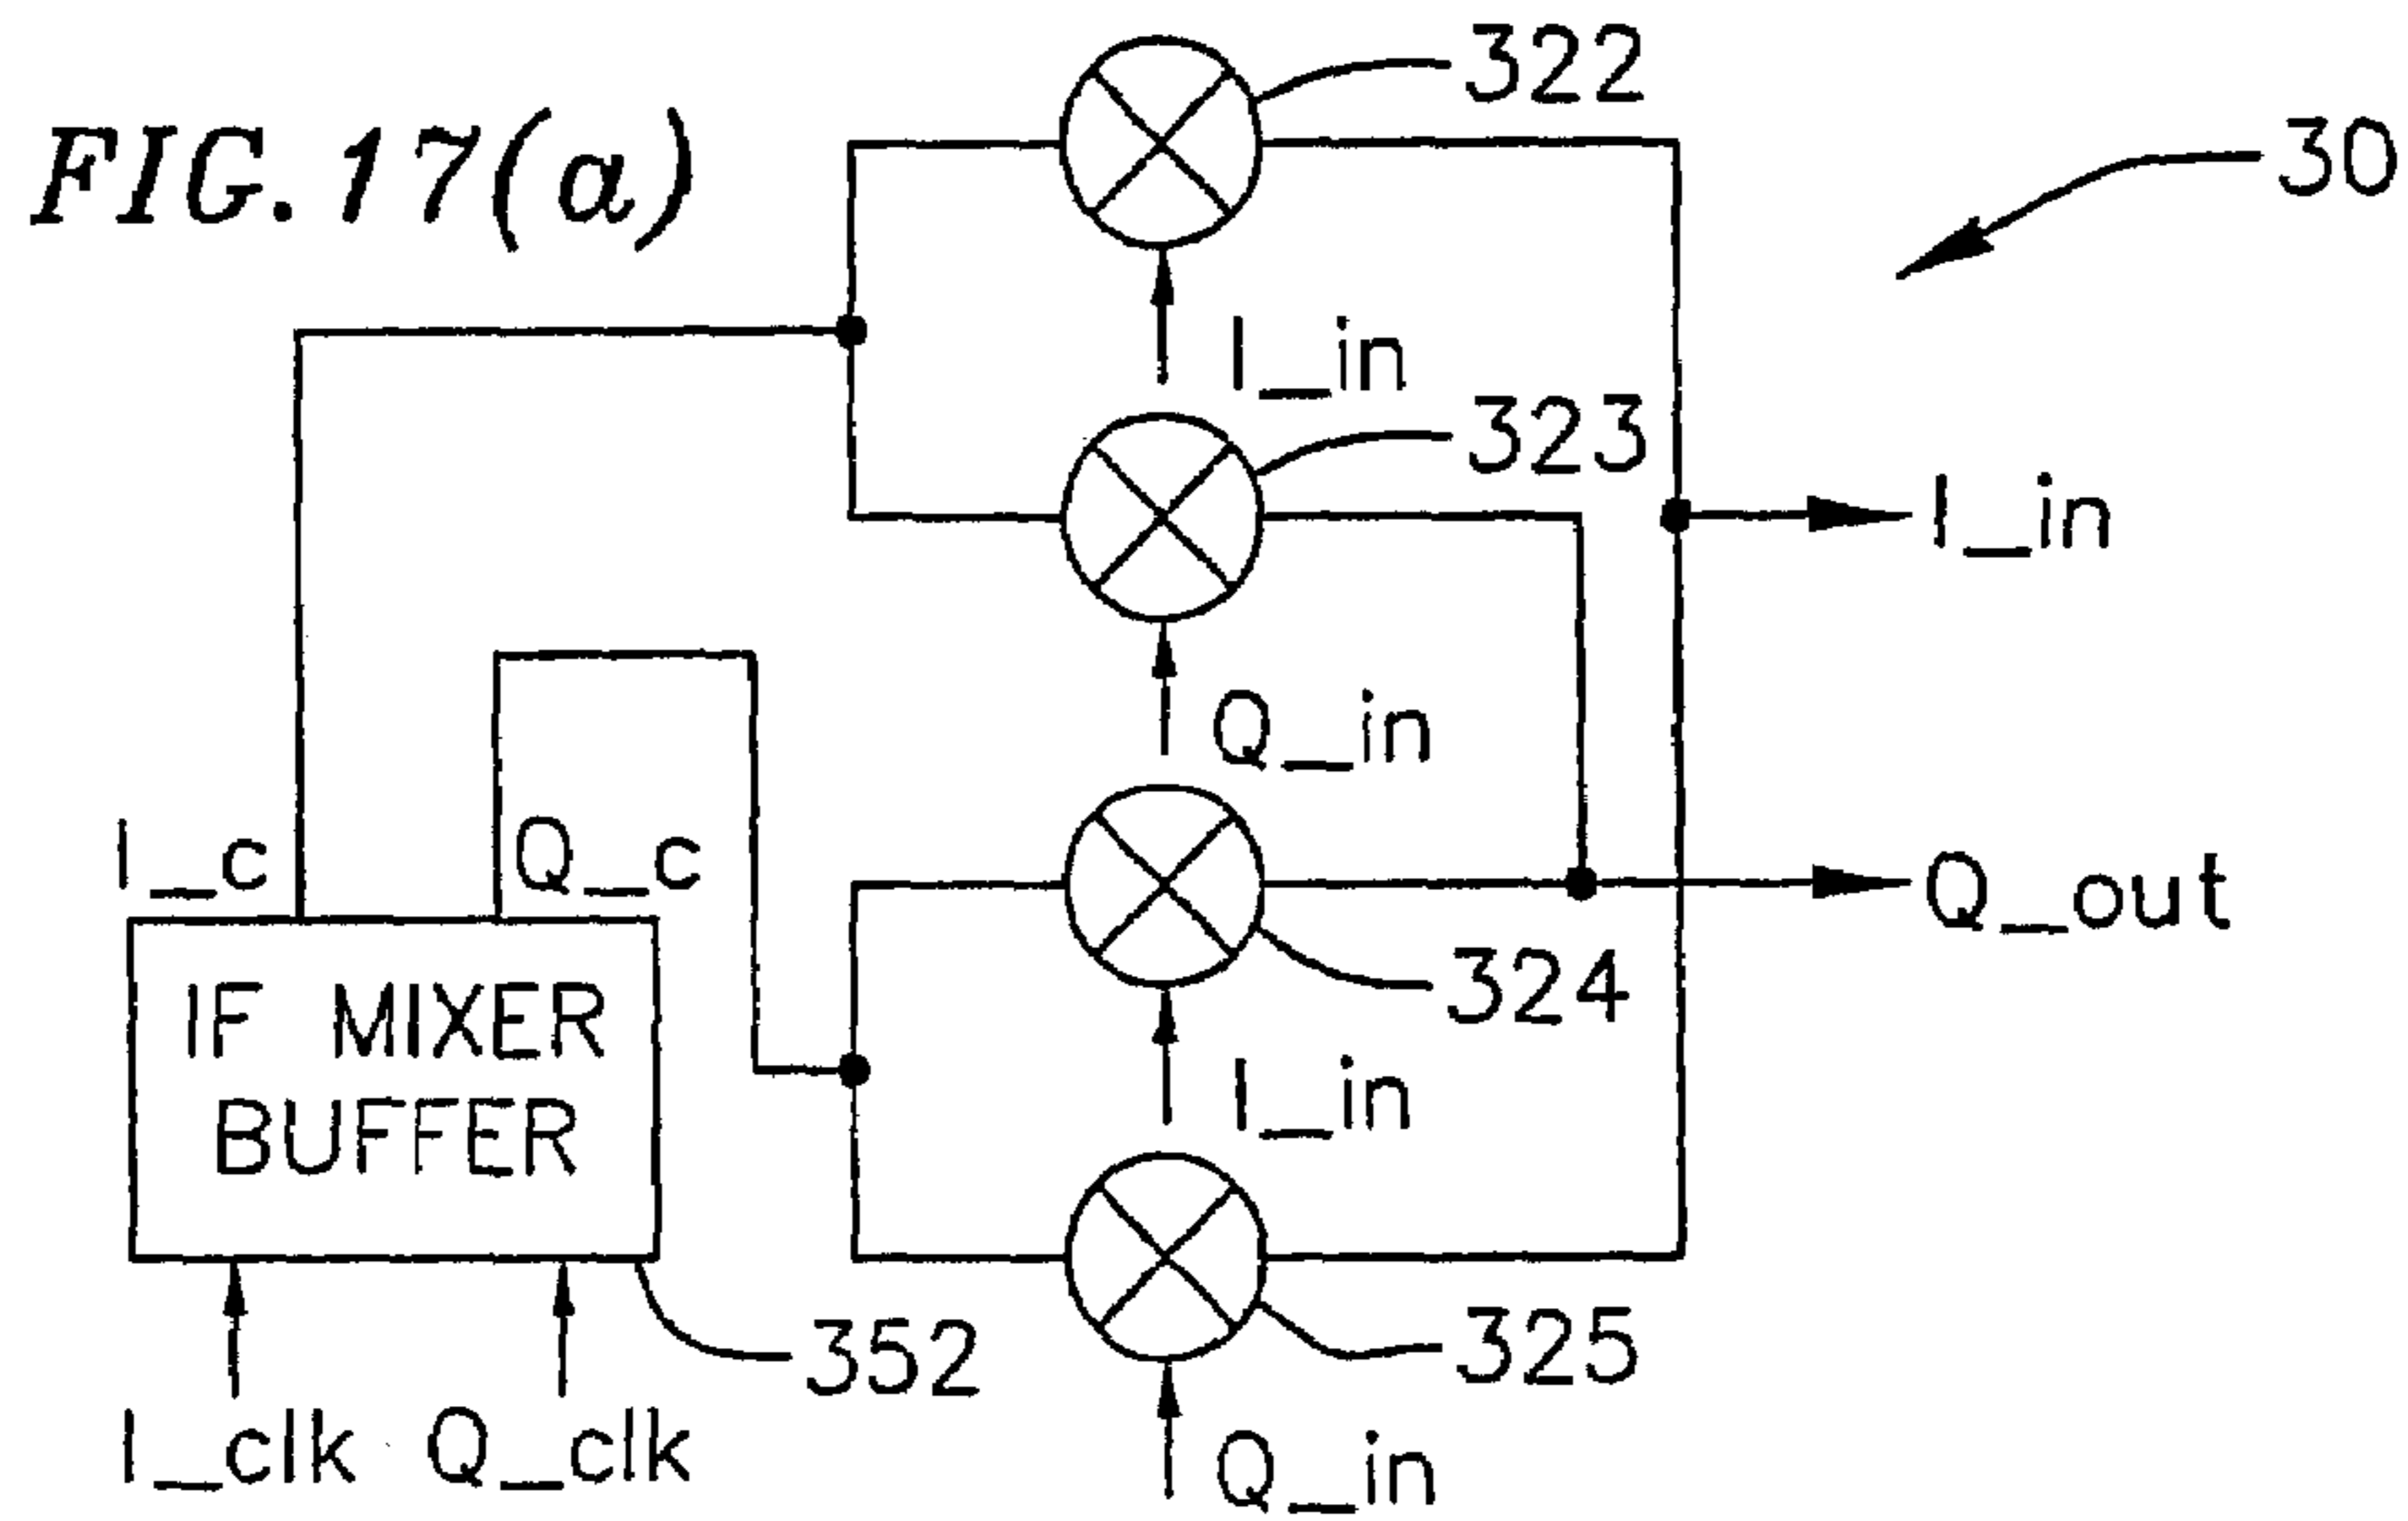 322
FIG. 17(a)
30
I_in
323
I_in
Q_in
I_c
Q_c
Q_out
324
IF MIXER
BUFFER
I_in
352
325
I_clk
Q_clk
Q_in